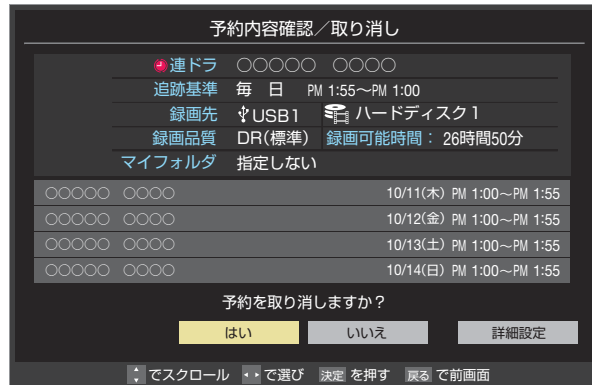 予約内容確認／取り消し
連ドラ ○○○○○ ○○○○
追跡基準 毎 日 PM 1:55～PM 1:00
録画先 USB1 ハードディスク1
録画品質 DR(標準) 録画可能時間： 26時間50分
マイフォルダ 指定しない
○○○○○ ○○○○ 10/11(木) PM 1:00～PM 1:55
○○○○○ ○○○○ 10/12(金) PM 1:00～PM 1:55
○○○○○ ○○○○ 10/13(土) PM 1:00～PM 1:55
○○○○○ ○○○○ 10/14(日) PM 1:00～PM 1:55
予約を取り消しますか？
はい いいえ 詳細設定
でスクロール で選び 決定 を押す 戻る で前画面